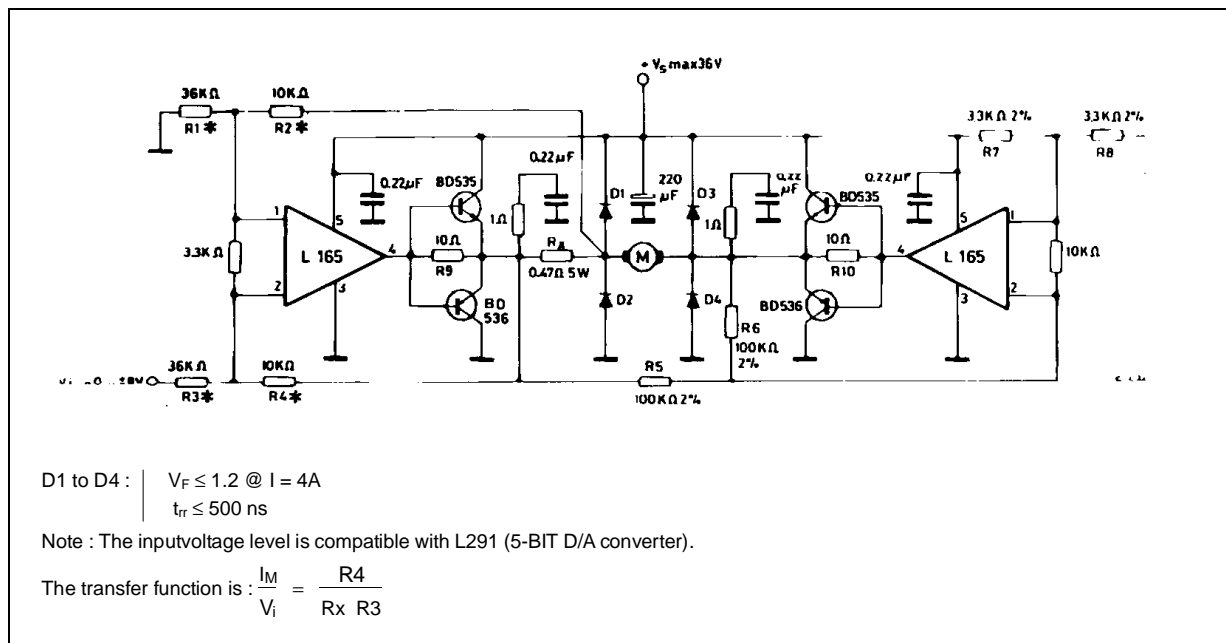 + Vs max36V
36KΩ
10KΩ
R1*
R2*
3.3KΩ 2%
R7
3.3KΩ 2%
R8
0.22µF
BD535
0.22µF
1Ω
D1
220
µF
D3
0.22
µF
1Ω
BD535
0.22µF
1
5
L 165
4
3
2
3.3KΩ
10Ω
R9
RA
0.47Ω 5W
M
10Ω
R10
4
5
L 165
1
2
3
10KΩ
BD
536
D2
D4
BD536
R6
100KΩ
2%
36KΩ
10KΩ
R3*
R4*
R5
100KΩ 2%
D1 to D4 : VF ≤ 1.2 @ I = 4A
trr ≤ 500 ns
Note : The inputvoltage level is compatible with L291 (5-BIT D/A converter).
The transfer function is : IM / Vi = R4 / Rx R3